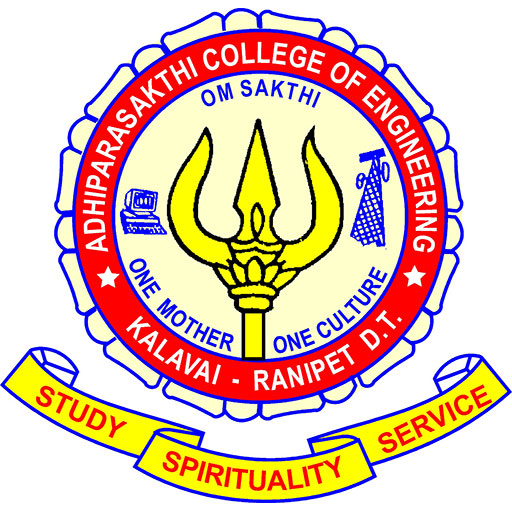 ADHIPARASAKTHI COLLEGE OF ENGINEERING
OM SAKTHI
ONE MOTHER ONE CULTURE
KALAVAI - RANIPET D.T.
STUDY
SPIRITUALITY
SERVICE